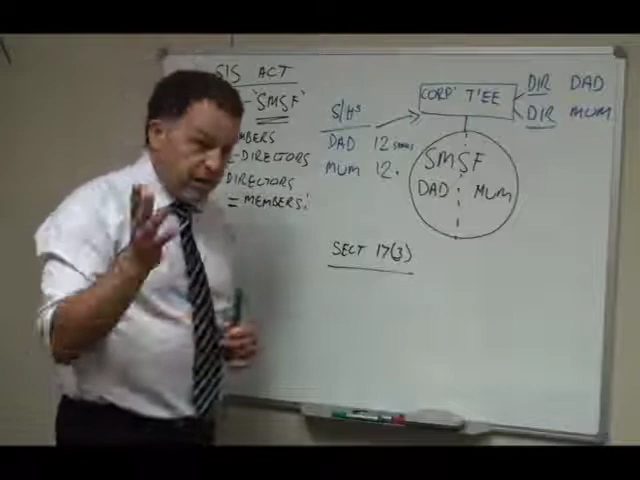 SIS ACT
- "SMSF"
MBERS
E-DIRECTORS
DIRECTORS
= MEMBERS!
S/HS
DAD 12
MUM 12.
SECT 17(3)
CORP' T'EE
DIR DAD
DIR MUM
SMSF
DAD MUM